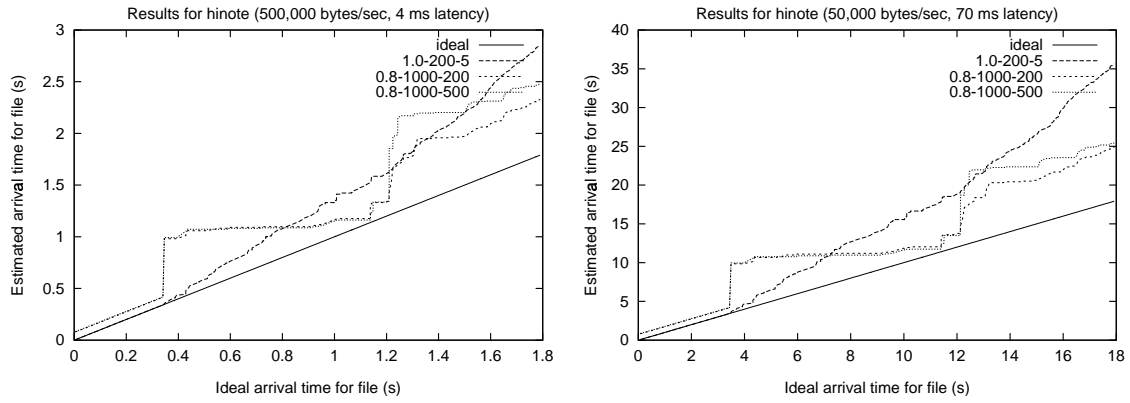 Results for hinote (500,000 bytes/sec, 4 ms latency)
3
2.5
2
1.5
1
0.5
0
Estimated arrival time for file (s)
ideal
1.0-200-5
0.8-1000-200
0.8-1000-500
0 0.2 0.4 0.6 0.8 1 1.2 1.4 1.6 1.8
Ideal arrival time for file (s)
Results for hinote (50,000 bytes/sec, 70 ms latency)
40
35
30
25
20
15
10
5
0
Estimated arrival time for file (s)
ideal
1.0-200-5
0.8-1000-200
0.8-1000-500
0 2 4 6 8 10 12 14 16 18
Ideal arrival time for file (s)